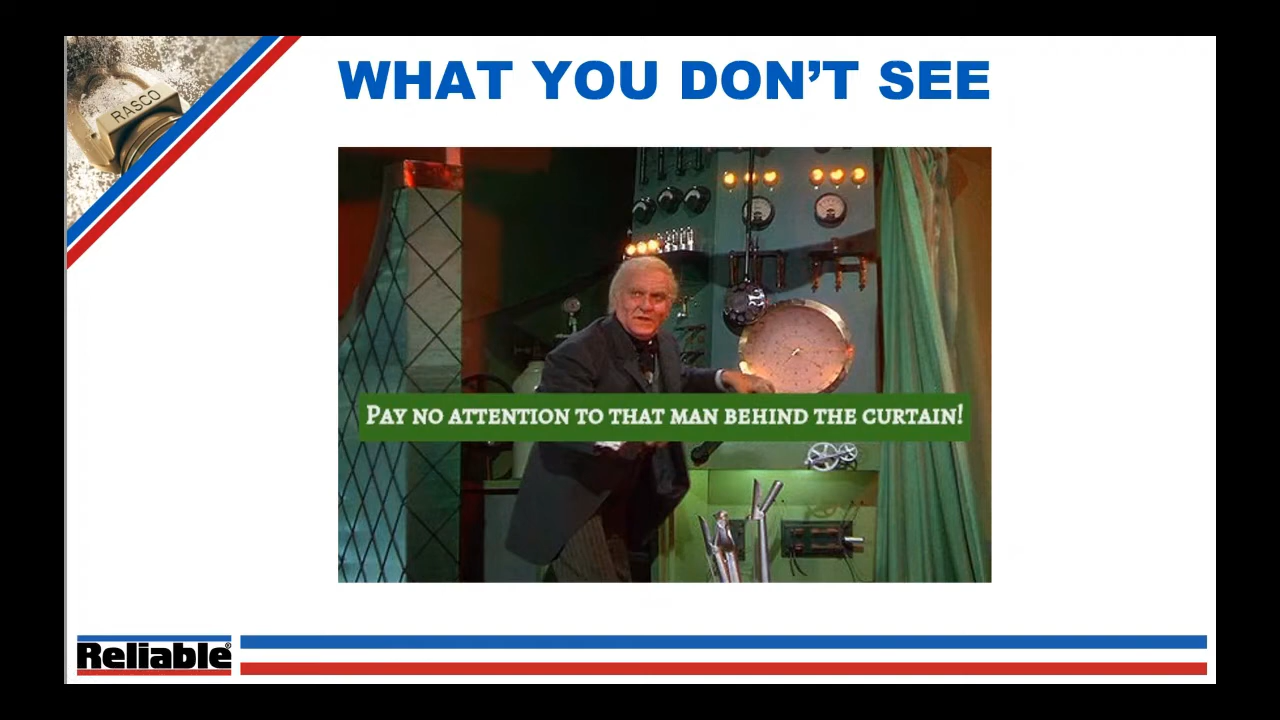 WHAT YOU DON’T SEE
RASCO
PAY NO ATTENTION TO THAT MAN BEHIND THE CURTAIN!
Reliable®